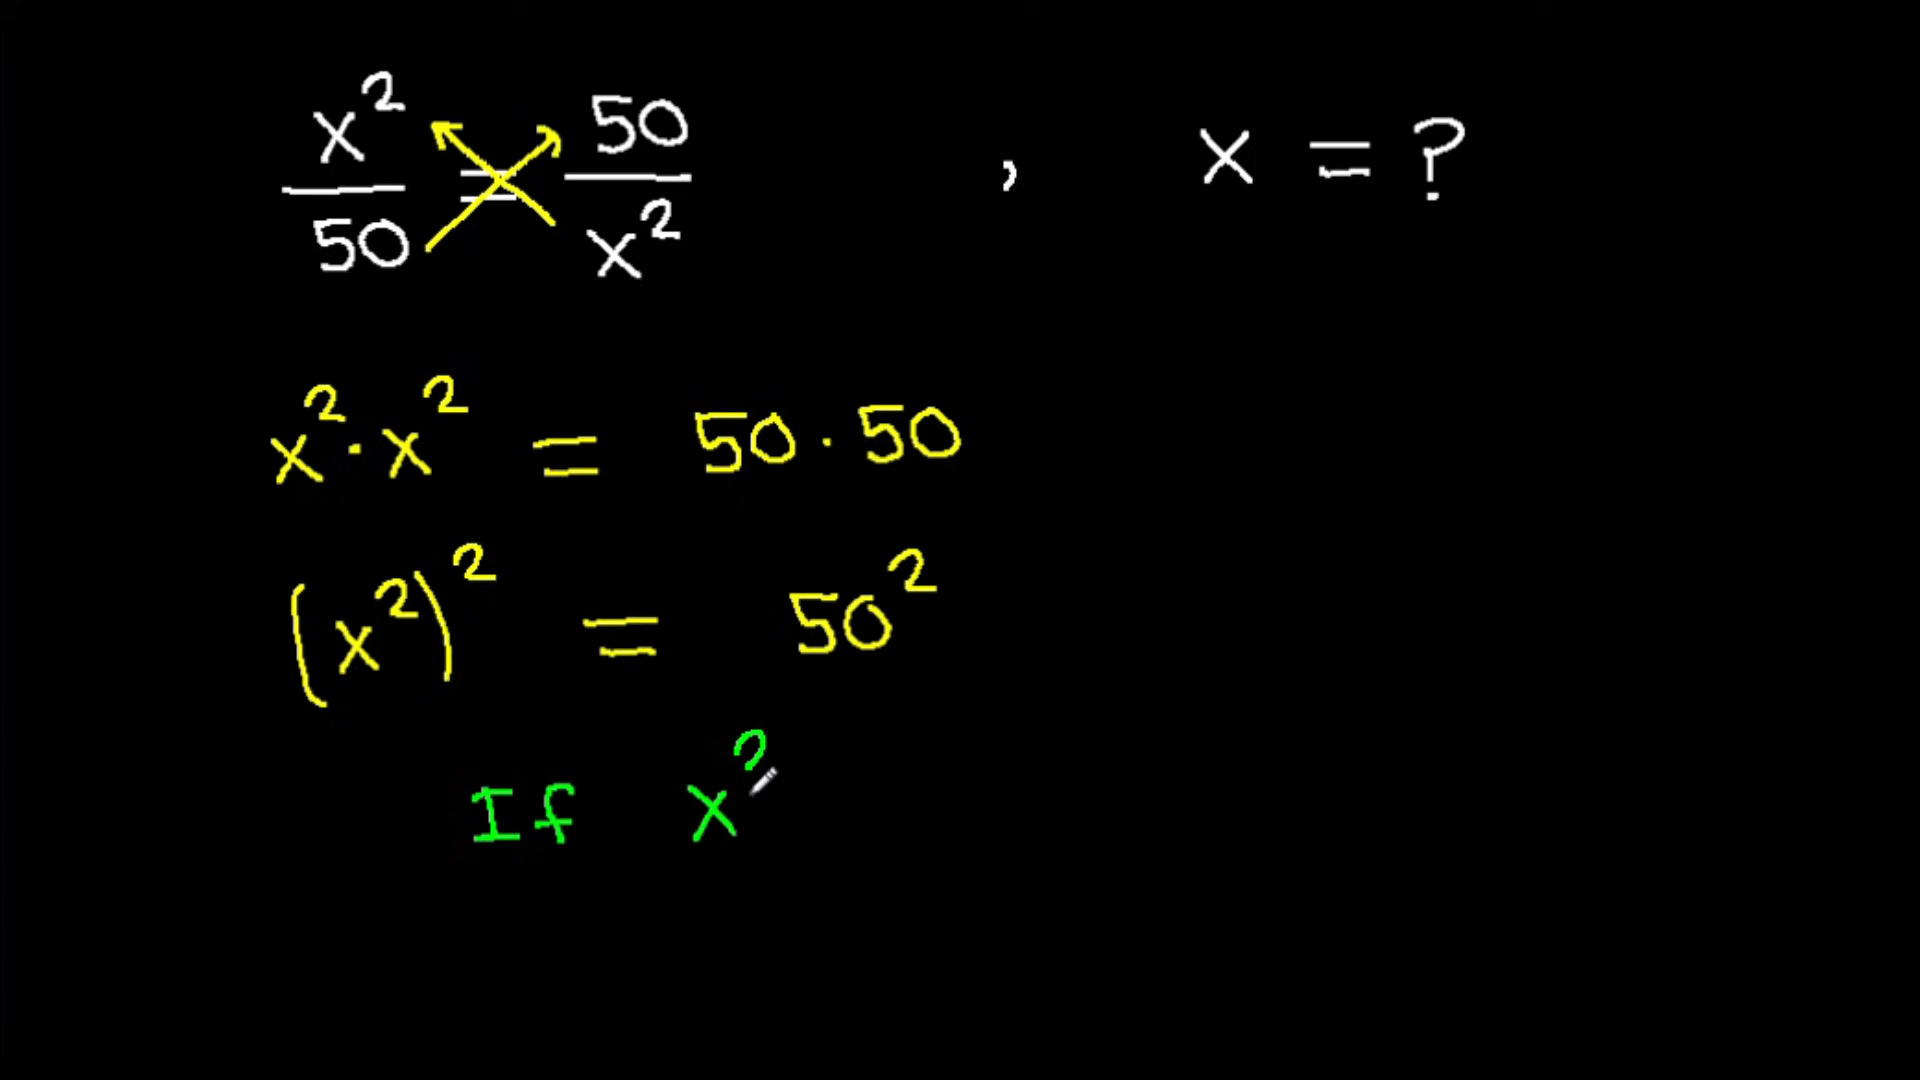 x²/50 = 50/x² , x = ?
x² · x² = 50 · 50
(x²)² = 50²
If x²